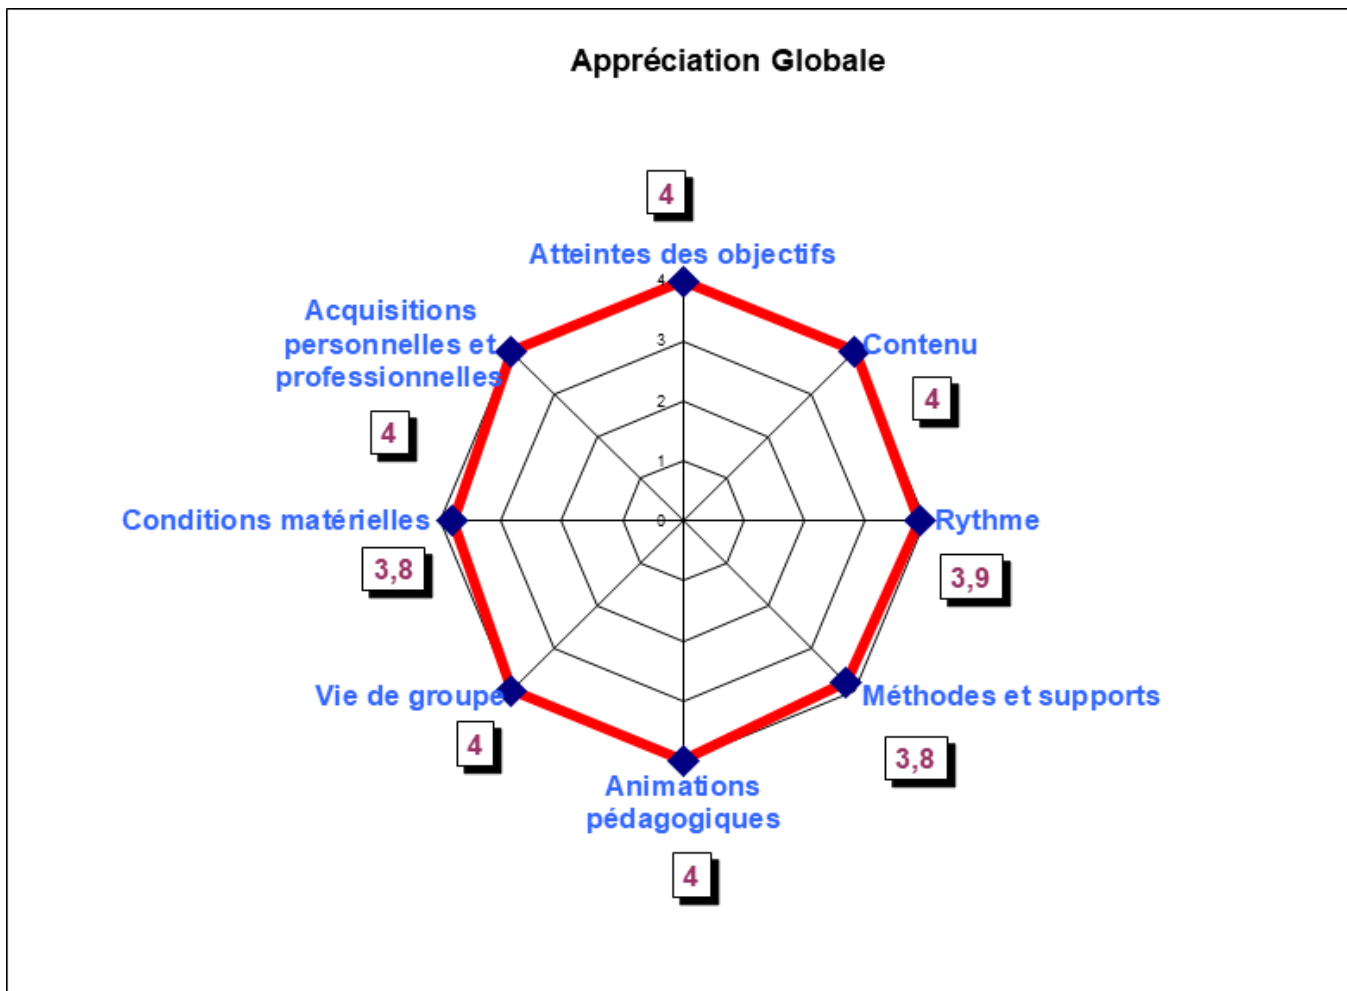 Appréciation Globale
4
Atteintes des objectifs
4
3
2
1
0
Contenu
4
Rythme
3,9
Méthodes et supports
3,8
Animations
pédagogiques
4
Vie de groupe
4
Conditions matérielles
3,8
Acquisitions
personnelles et
professionnelles
4